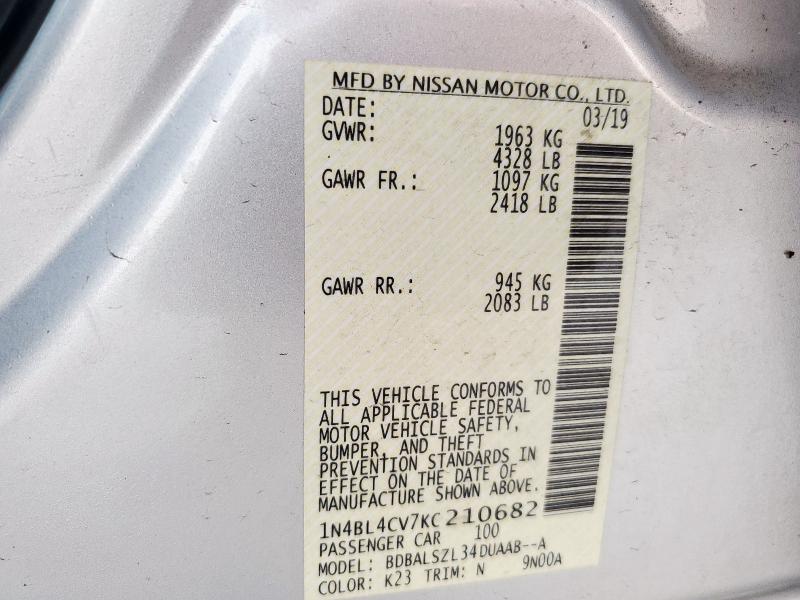 MFD BY NISSAN MOTOR CO., LTD.
DATE: 03/19
GVWR: 1963 KG
4328 LB
GAWR FR.: 1097 KG
2418 LB
GAWR RR.: 945 KG
2083 LB
THIS VEHICLE CONFORMS TO
ALL APPLICABLE FEDERAL
MOTOR VEHICLE SAFETY,
BUMPER, AND THEFT
PREVENTION STANDARDS IN
EFFECT ON THE DATE OF
MANUFACTURE SHOWN ABOVE.
1N4BL4CV7KC210682
PASSENGER CAR 100
MODEL: BDBALSZL34DUAAB--A
COLOR: K23 TRIM: N 9N00A